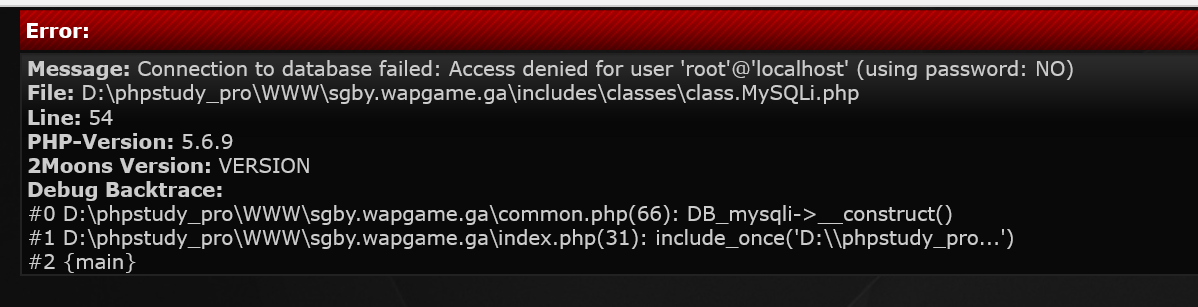 Error:
Message: Connection to database failed: Access denied for user 'root'@'localhost' (using password: NO)
File: D:\phpstudy_pro\WWW\sgby.wapgame.ga\includes\classes\class.MySQLi.php
Line: 54
PHP-Version: 5.6.9
2Moons Version: VERSION
Debug Backtrace:
#0 D:\phpstudy_pro\WWW\sgby.wapgame.ga\common.php(66): DB_mysqli->__construct()
#1 D:\phpstudy_pro\WWW\sgby.wapgame.ga\index.php(31): include_once('D:\\phpstudy_pro...')
#2 {main}